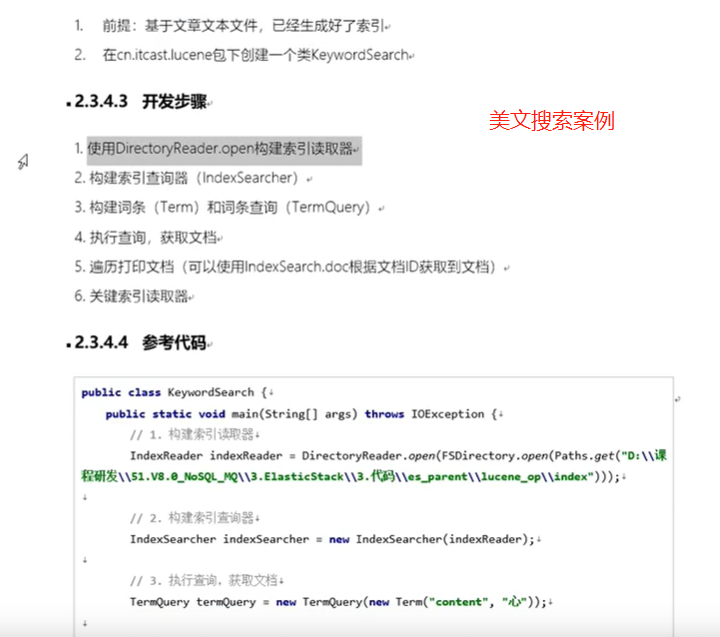 1. 前提：基于文章文本文件，已经生成好了索引
2. 在cn.itcast.lucene包下创建一个类KeywordSearch
2.3.4.3 开发步骤
美文搜索案例
1. 使用DirectoryReader.open构建索引读取器
2. 构建索引查询器（IndexSearcher）
3. 构建词条（Term）和词条查询（TermQuery）
4. 执行查询，获取文档
5. 遍历打印文档（可以使用IndexSearch.doc根据文档ID获取到文档）
6. 关键索引读取器
2.3.4.4 参考代码
public class KeywordSearch {
public static void main(String[] args) throws IOException {
// 1. 构建索引读取器
IndexReader indexReader = DirectoryReader.open(FSDirectory.open(Paths.get("D:\\课
程研发\\51.V8.0_NoSQL_MQ\\3.ElasticStack\\3.代码\\es_parent\\lucene_op\\index")));
// 2. 构建索引查询器
IndexSearcher indexSearcher = new IndexSearcher(indexReader);
// 3. 执行查询，获取文档
TermQuery termQuery = new TermQuery(new Term("content", "心"));